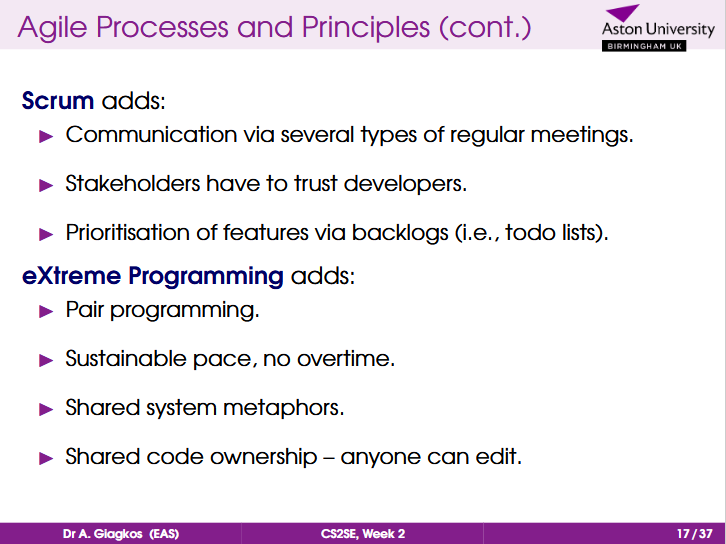 Agile Processes and Principles (cont.)
Aston University
BIRMINGHAM UK
Scrum adds:
▶ Communication via several types of regular meetings.
▶ Stakeholders have to trust developers.
▶ Prioritisation of features via backlogs (i.e., todo lists).
eXtreme Programming adds:
▶ Pair programming.
▶ Sustainable pace, no overtime.
▶ Shared system metaphors.
▶ Shared code ownership – anyone can edit.
Dr A. Giagkos (EAS) CS2SE, Week 2 17 / 37